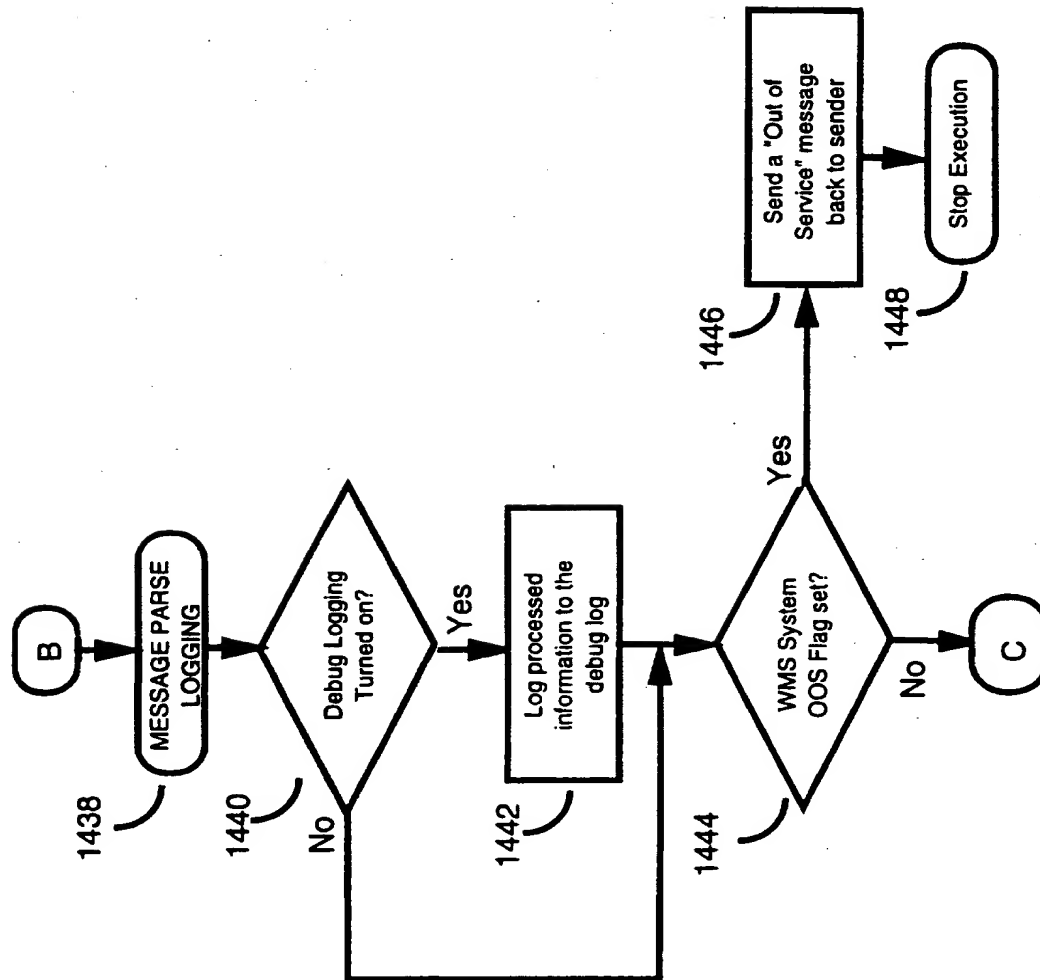 B
1438
MESSAGE PARSE
LOGGING
1440
Debug Logging
Turned on?
No
Yes
1442
Log processed
information to the
debug log
1444
WMS System
OOS Flag set?
Yes
No
C
1446
Send a "Out of
Service" message
back to sender
1448
Stop Execution